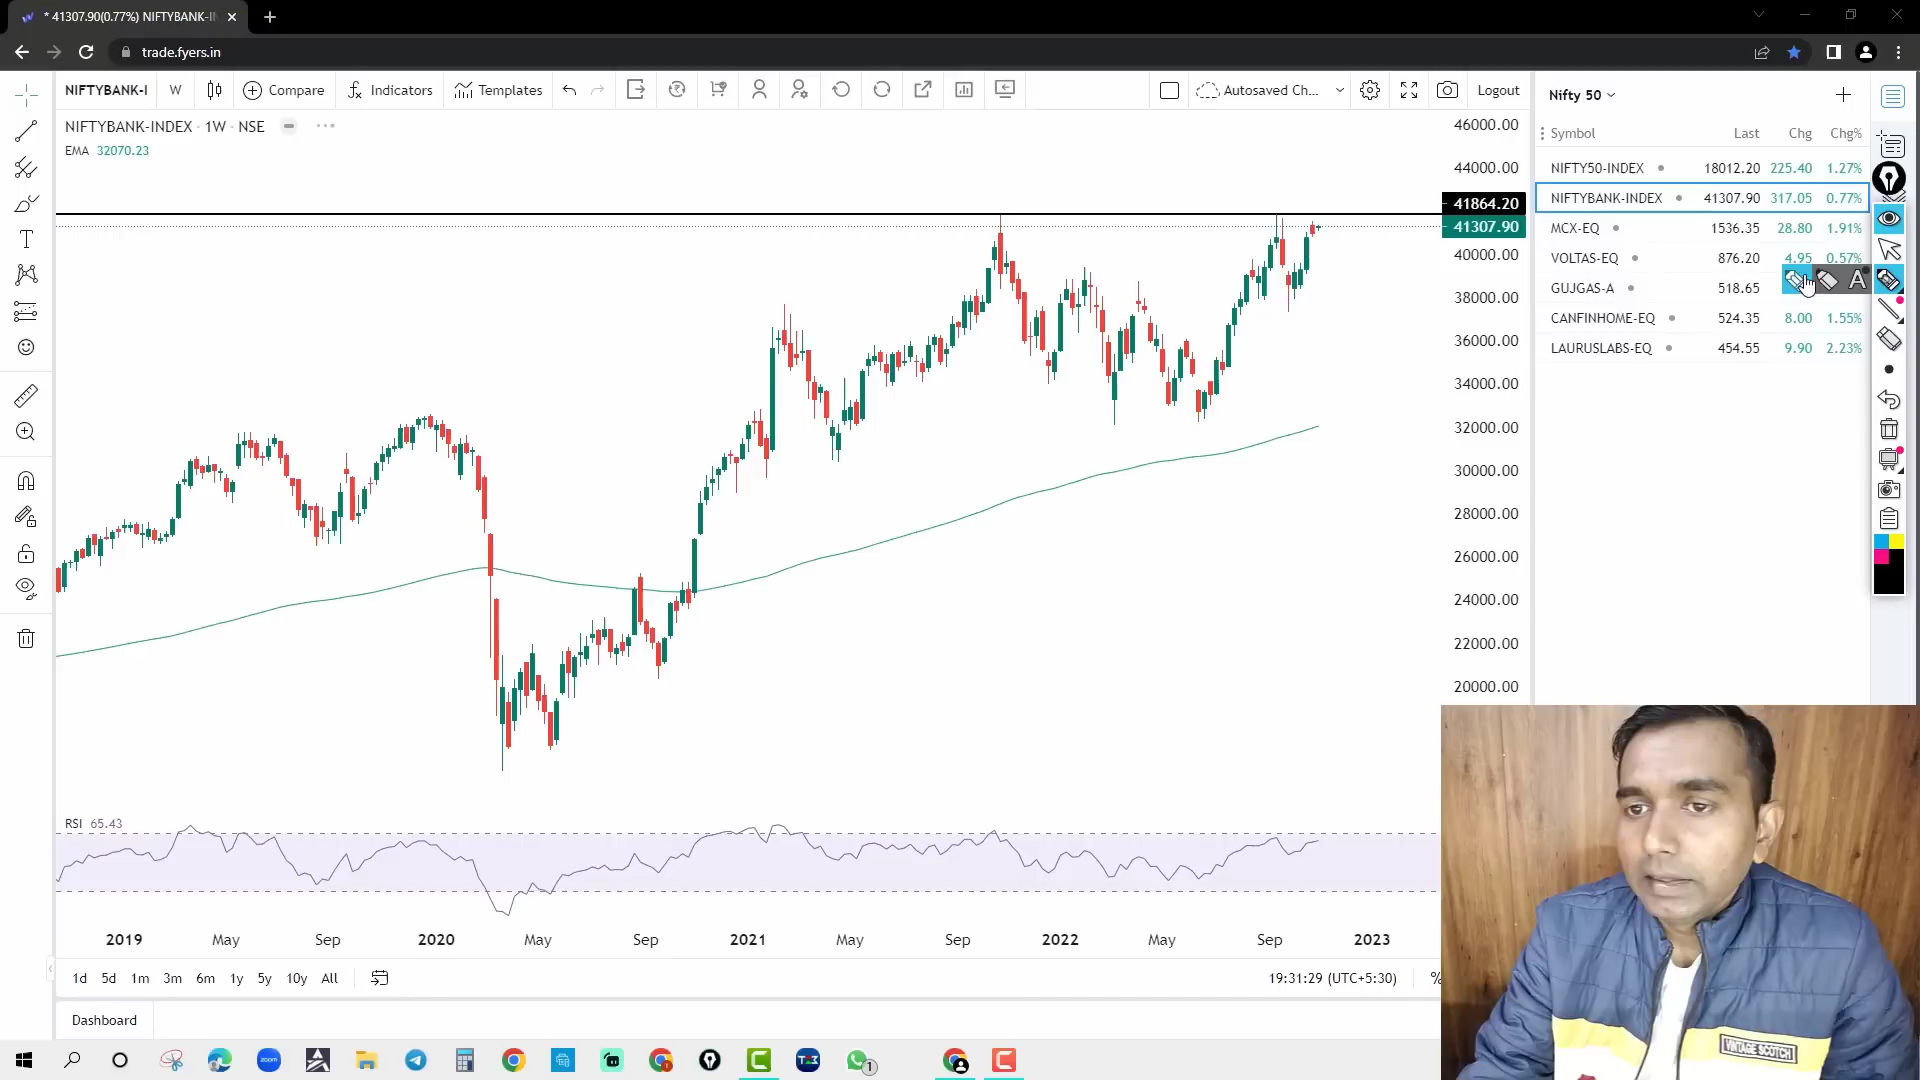 * 41307.90(0.77%) NIFTYBANK-IN
trade.fyers.in
NIFTYBANK-I W Compare Indicators Templates Autosaved Ch... Logout
NIFTYBANK-INDEX · 1W · NSE
EMA 32070.23
46000.00
44000.00
41864.20
41307.90
40000.00
38000.00
36000.00
34000.00
32000.00
30000.00
28000.00
26000.00
24000.00
22000.00
20000.00
RSI 65.43
2019 May Sep 2020 May Sep 2021 May Sep 2022 May Sep 2023
1d 5d 1m 3m 6m 1y 5y 10y All 19:31:29 (UTC+5:30) %
Dashboard
Nifty 50
Symbol Last Chg Chg%
NIFTY50-INDEX 18012.20 225.40 1.27%
NIFTYBANK-INDEX 41307.90 317.05 0.77%
MCX-EQ 1536.35 28.80 1.91%
VOLTAS-EQ 876.20 4.95 0.57%
GUJGAS-A 518.65
CANFINHOME-EQ 524.35 8.00 1.55%
LAURUSLABS-EQ 454.55 9.90 2.23%
A
zoom
1
VINTAGE SCOTCH